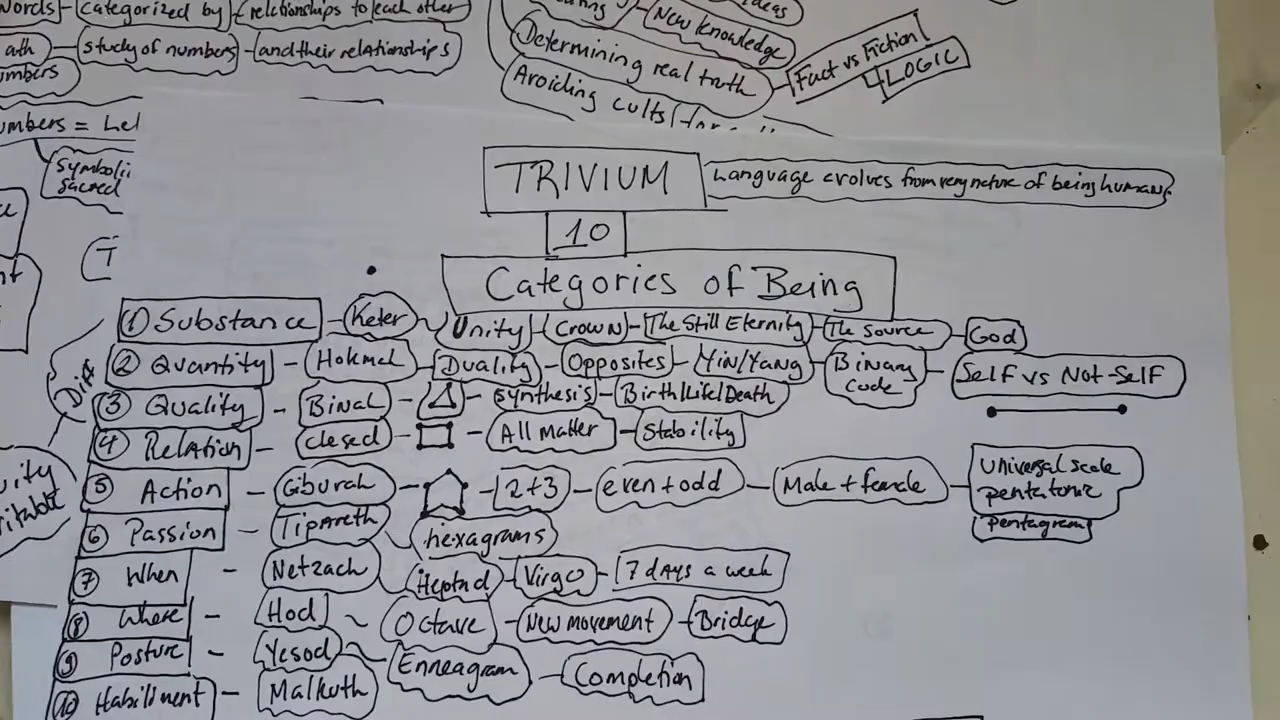 words - categorized by - relationships to each other
ath - study of numbers - and their relationships
umbers
umbers =
Symboli
Sacred
New Knowledge
Determining real truth
Fact vs Fiction
LOGIC
Avoiding cults
TRIVIUM
Language evolves from very nature of being human
10
Categories of Being
① Substance - Keter - Unity - Crown - The Still Eternity - The Source - God
② Quantity - Hokmah - Duality - Opposites - Yin/Yang - Binary Code - Self vs Not-Self
③ Quality - Binah - synthesis - Birth/Life/Death
④ Relation - Chesed - All Matter - Stability
⑤ Action - Giburah - 2+3 - even + odd - Male + female - Universal scale pentatonic
pentagram
⑥ Passion - Tipareth hexagrams
⑦ When - Netzach Heptad - Virgo - 7 days a week
⑧ Where - Hod ~ Octave - New movement - Bridge
⑨ Posture - Yesod Enneagram - Completion
⑩ Habiliment - Malkuth